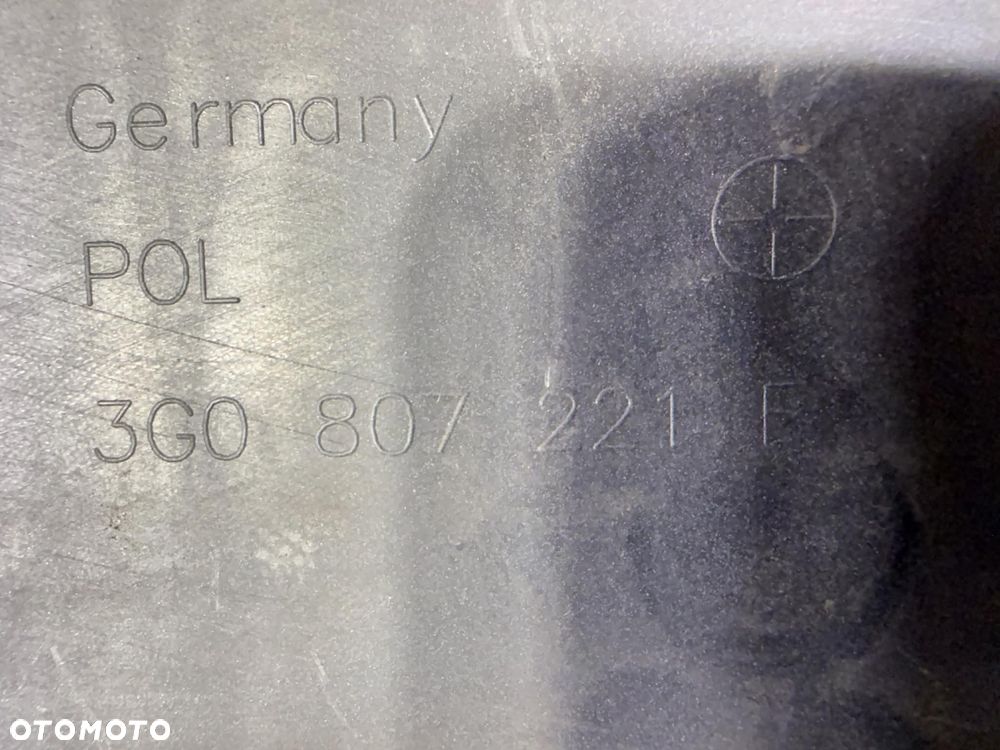 Germany
POL
3G0 807 221 F
OTOMOTO